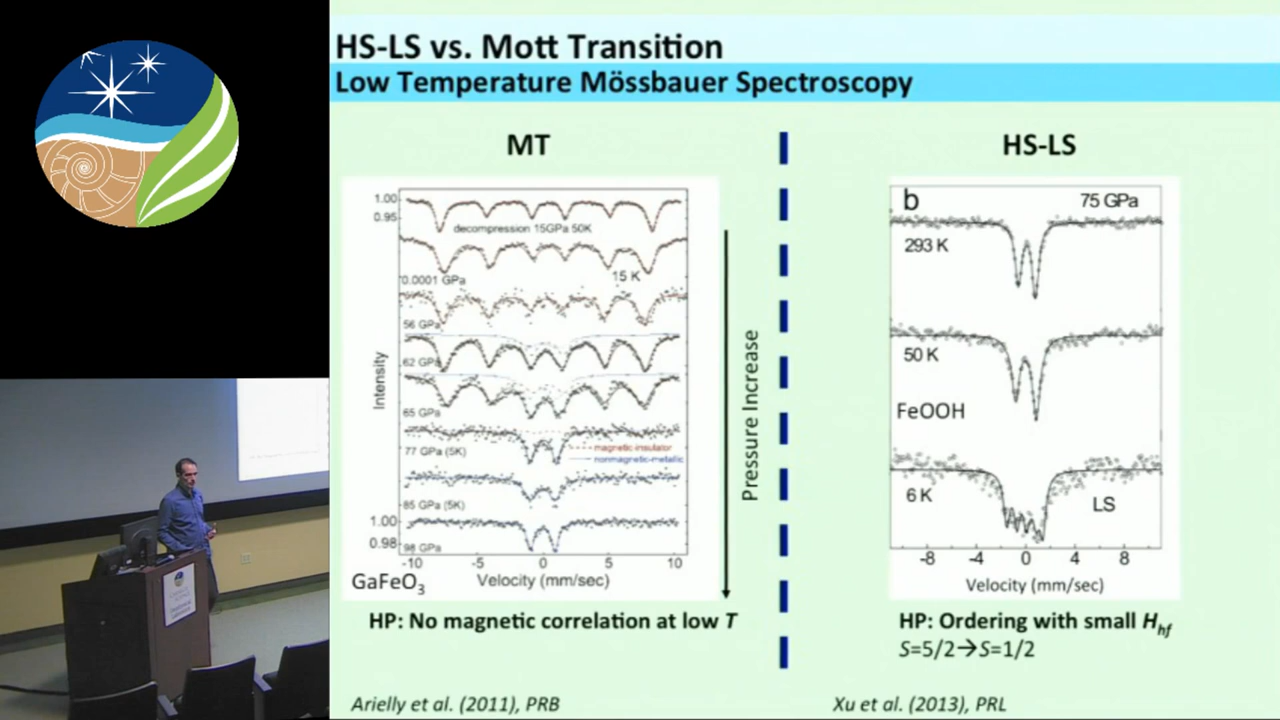 HS-LS vs. Mott Transition
Low Temperature Mössbauer Spectroscopy
MT
1.00
0.95
decompression 15GPa 50K
0.0001 GPa
15 K
56 GPa
62 GPa
65 GPa
77 GPa (5K)
magnetic-insulator
nonmagnetic-metallic
85 GPa (5K)
1.00
0.98
98 GPa
Intensity
-10 -5 0 5 10
Velocity (mm/sec)
GaFeO3
Pressure Increase
HP: No magnetic correlation at low T
Arielly et al. (2011), PRB
HS-LS
b
75 GPa
293 K
50 K
FeOOH
6 K
LS
-8 -4 0 4 8
Velocity (mm/sec)
HP: Ordering with small Hhf
S=5/2→S=1/2
Xu et al. (2013), PRL